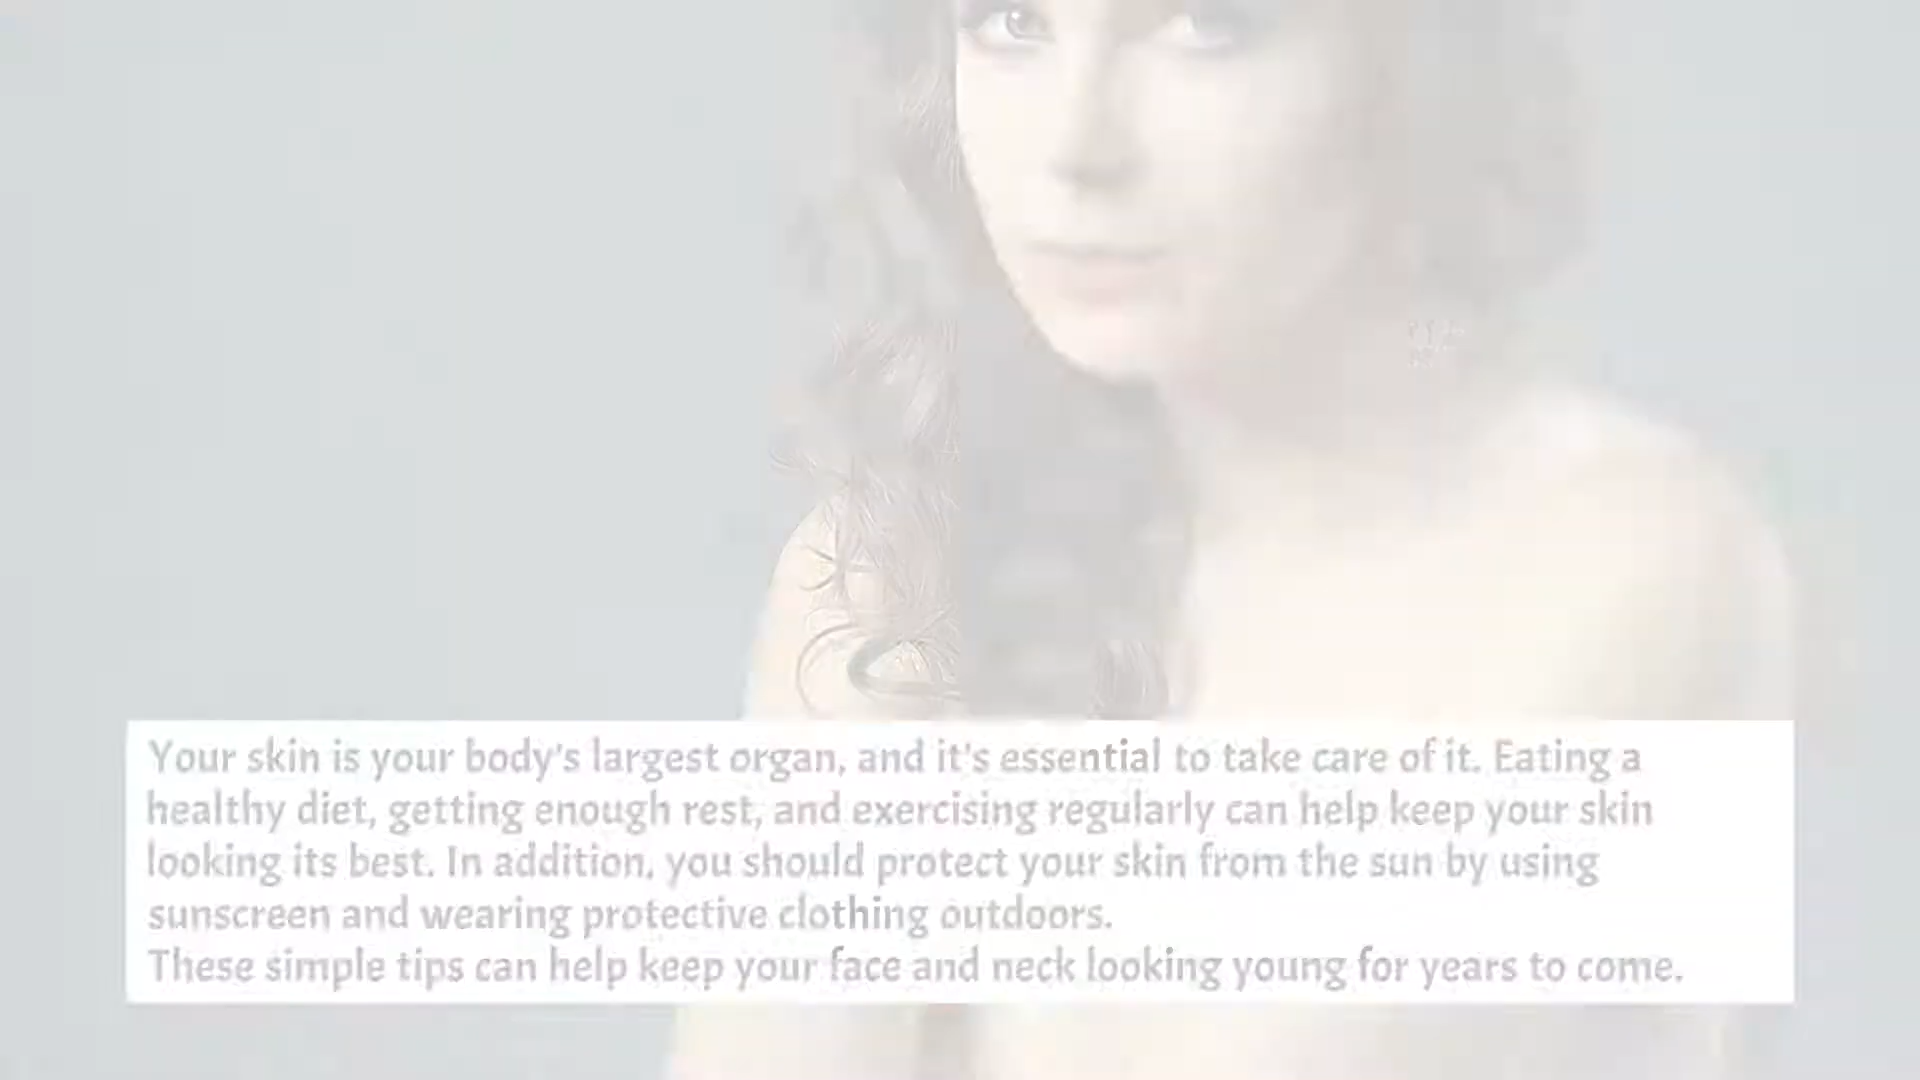 Your skin is your body's largest organ, and it's essential to take care of it. Eating a
healthy diet, getting enough rest, and exercising regularly can help keep your skin
looking its best. In addition, you should protect your skin from the sun by using
sunscreen and wearing protective clothing outdoors.
These simple tips can help keep your face and neck looking young for years to come.